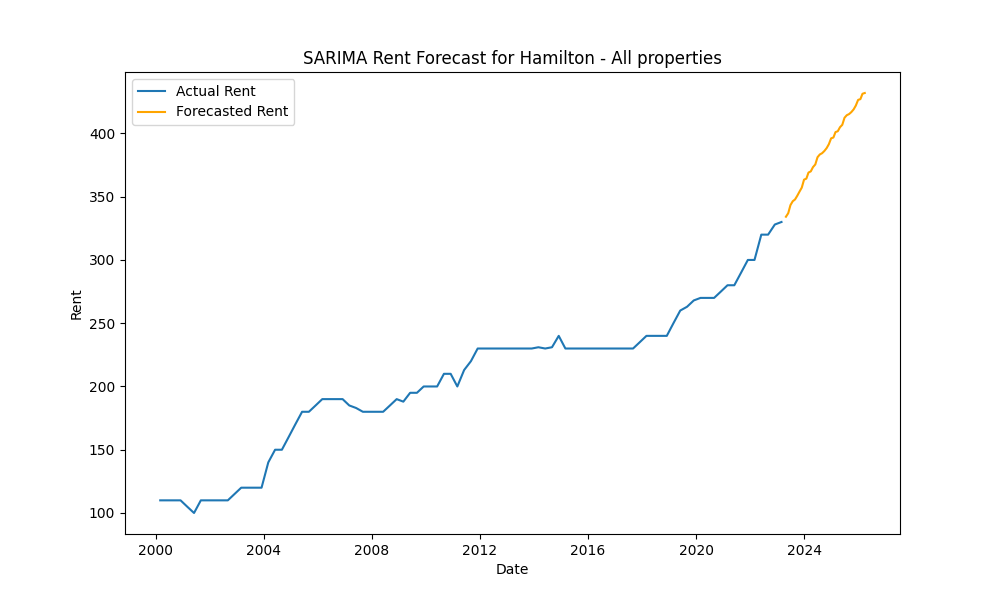 SARIMA Rent Forecast for Hamilton - All properties
Actual Rent
Forecasted Rent
400
350
300
250
200
150
100
Rent
2000 2004 2008 2012 2016 2020 2024
Date